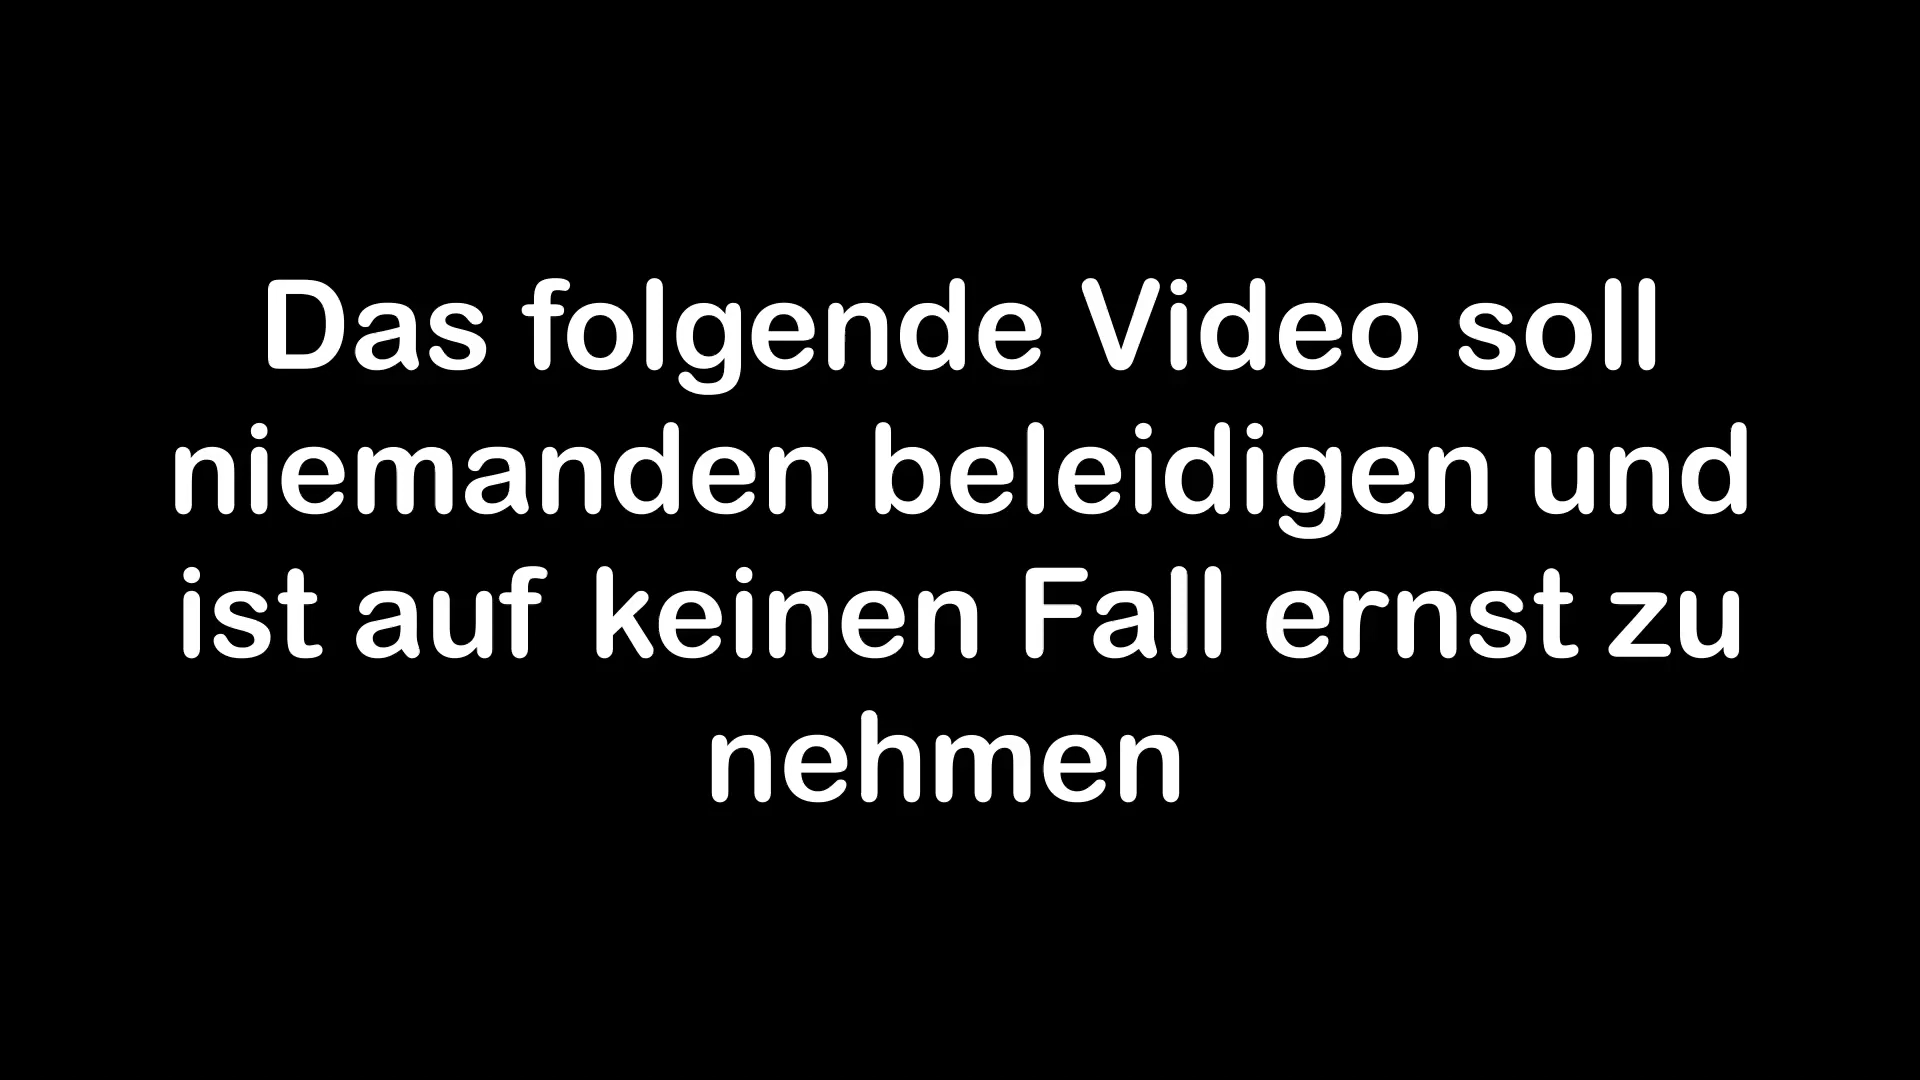 Das folgende Video soll
niemanden beleidigen und
ist auf keinen Fall ernst zu
nehmen